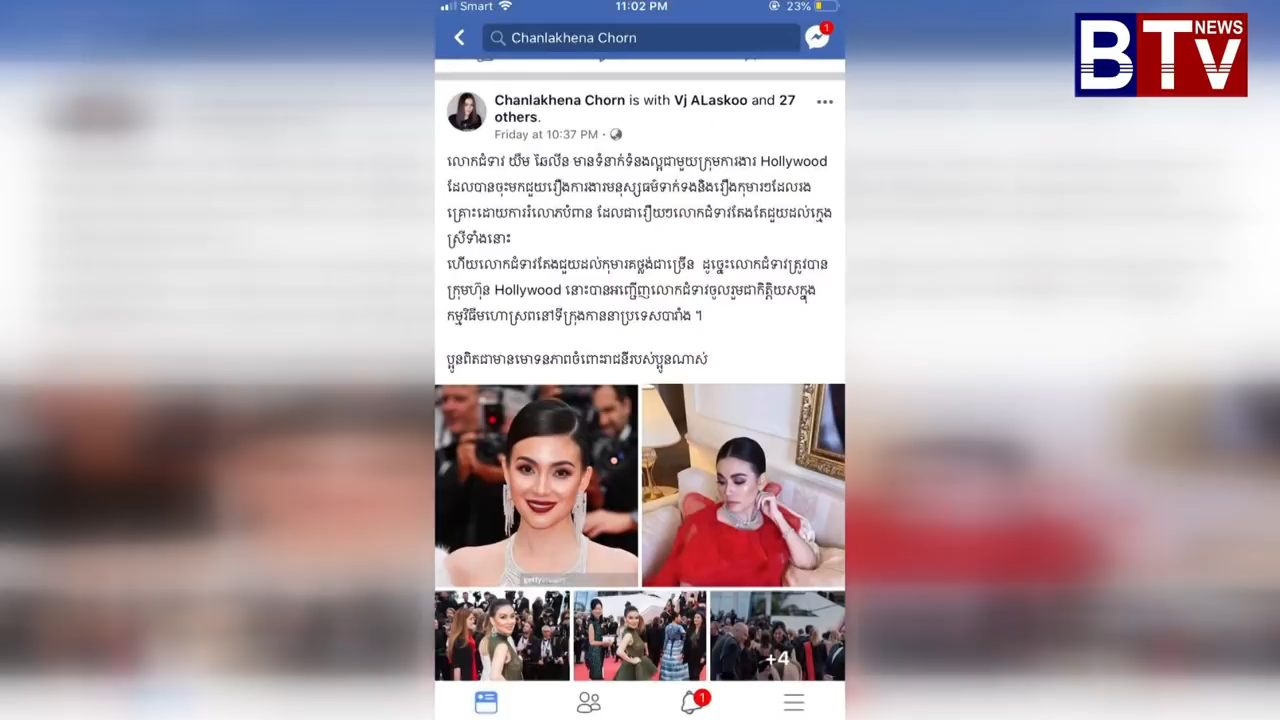 Smart
11:02 PM
23%
Chanlakhena Chorn
1
BTV NEWS
Chanlakhena Chorn is with Vj ALaskoo and 27
others.
Friday at 10:37 PM
លោកជំទាវ យឹម ឆៃលីន មានទំនាក់ទំនងល្អជាមួយក្រុមការងារ Hollywood
ដែលបានចុះមកជួយរឿងការងារមនុស្សធម៌ទាក់ទងនិងរឿងកុមារៗដែលរង
គ្រោះដោយការរំលោភបំពាន ដែលជារឿយៗលោកជំទាវតែងតែជួយដល់ក្មេង
ស្រីទាំងនោះ
ហើយលោកជំទាវតែងជួយដល់កុមារគថ្លង់ជាច្រើន ដូច្នេះលោកជំទាវត្រូវបាន
ក្រុមហ៊ុន Hollywood នោះបានអញ្ជើញលោកជំទាវចូលរួមជាកិត្តិយសក្នុង
កម្មវិធីមហោស្រពនៅទីក្រុងកាននាប្រទេសបារាំង ។
ប្អូនពិតជាមានមោទនភាពចំពោះរាជនីរបស់ប្អូនណាស់
gettyimages
+4
1